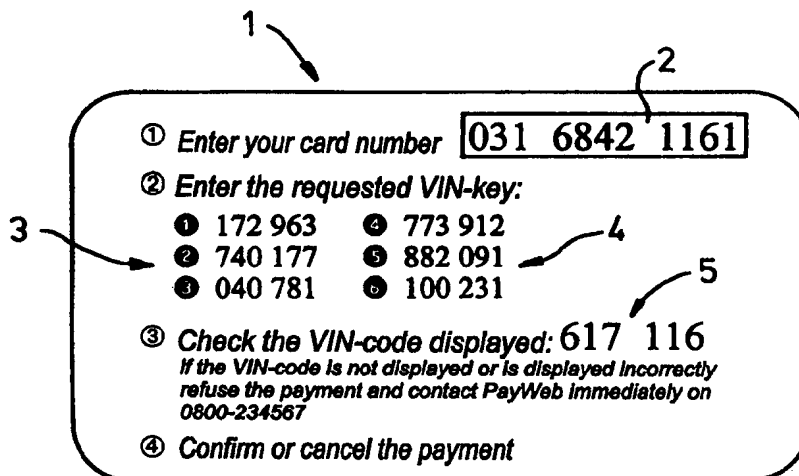 1
2
① Enter your card number 031 6842 1161
② Enter the requested VIN-key:
❶ 172 963 ❹ 773 912
3 ❷ 740 177 ❺ 882 091 4
❸ 040 781 ❻ 100 231
5
③ Check the VIN-code displayed: 617 116
If the VIN-code is not displayed or is displayed incorrectly
refuse the payment and contact PayWeb immediately on
0800-234567
④ Confirm or cancel the payment